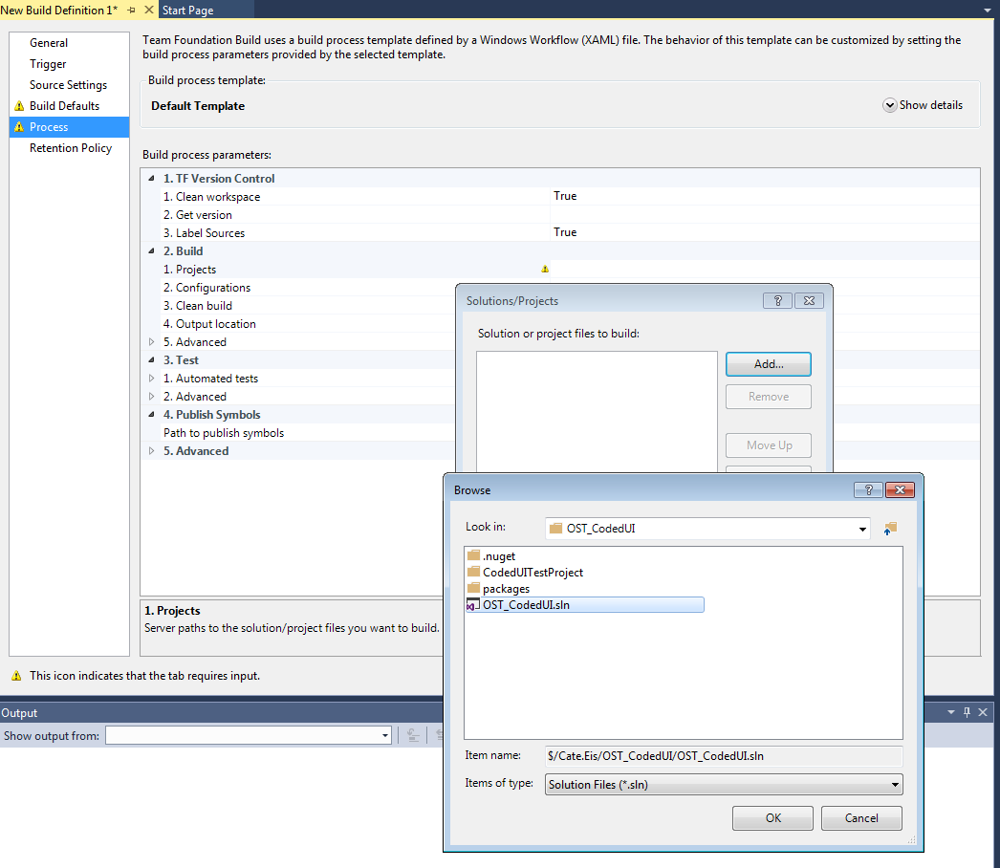 New Build Definition 1*
Start Page
General
Trigger
Source Settings
Build Defaults
Process
Retention Policy
Team Foundation Build uses a build process template defined by a Windows Workflow (XAML) file. The behavior of this template can be customized by setting the
build process parameters provided by the selected template.
Build process template:
Default Template
Show details
Build process parameters:
1. TF Version Control
1. Clean workspace True
2. Get version
3. Label Sources True
2. Build
1. Projects
2. Configurations
3. Clean build
4. Output location
5. Advanced
3. Test
1. Automated tests
2. Advanced
4. Publish Symbols
Path to publish symbols
5. Advanced
1. Projects
Server paths to the solution/project files you want to build.
This icon indicates that the tab requires input.
Solutions/Projects
?
Solution or project files to build:
Add...
Remove
Move Up
Browse
?
Look in:
OST_CodedUI
.nuget
CodedUITestProject
packages
OST_CodedUI.sln
Item name:
$/Cate.Eis/OST_CodedUI/OST_CodedUI.sln
Items of type:
Solution Files (*.sln)
OK
Cancel
Output
Show output from: